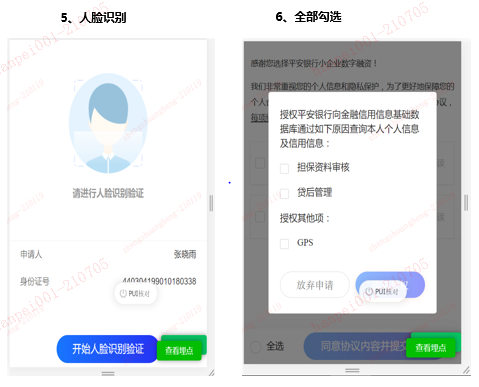 5、人脸识别
请进行人脸识别验证
申请人
张晓雨
身份证号
440304199010180338
PUI核对
开始人脸识别验证
查看埋点
6、全部勾选
感谢您选择平安银行小企业数字融资！
我们非常重视您的个人信息和隐私保护，为了更好地保障您的
个人
授权平安银行向金融信用信息基础数
据库通过如下原因查询本人个人信息
及信用信息：
担保资料审核
贷后管理
授权其他项：
GPS
放弃申请
PUI核对
全选
同意协议内容并提交
查看埋点